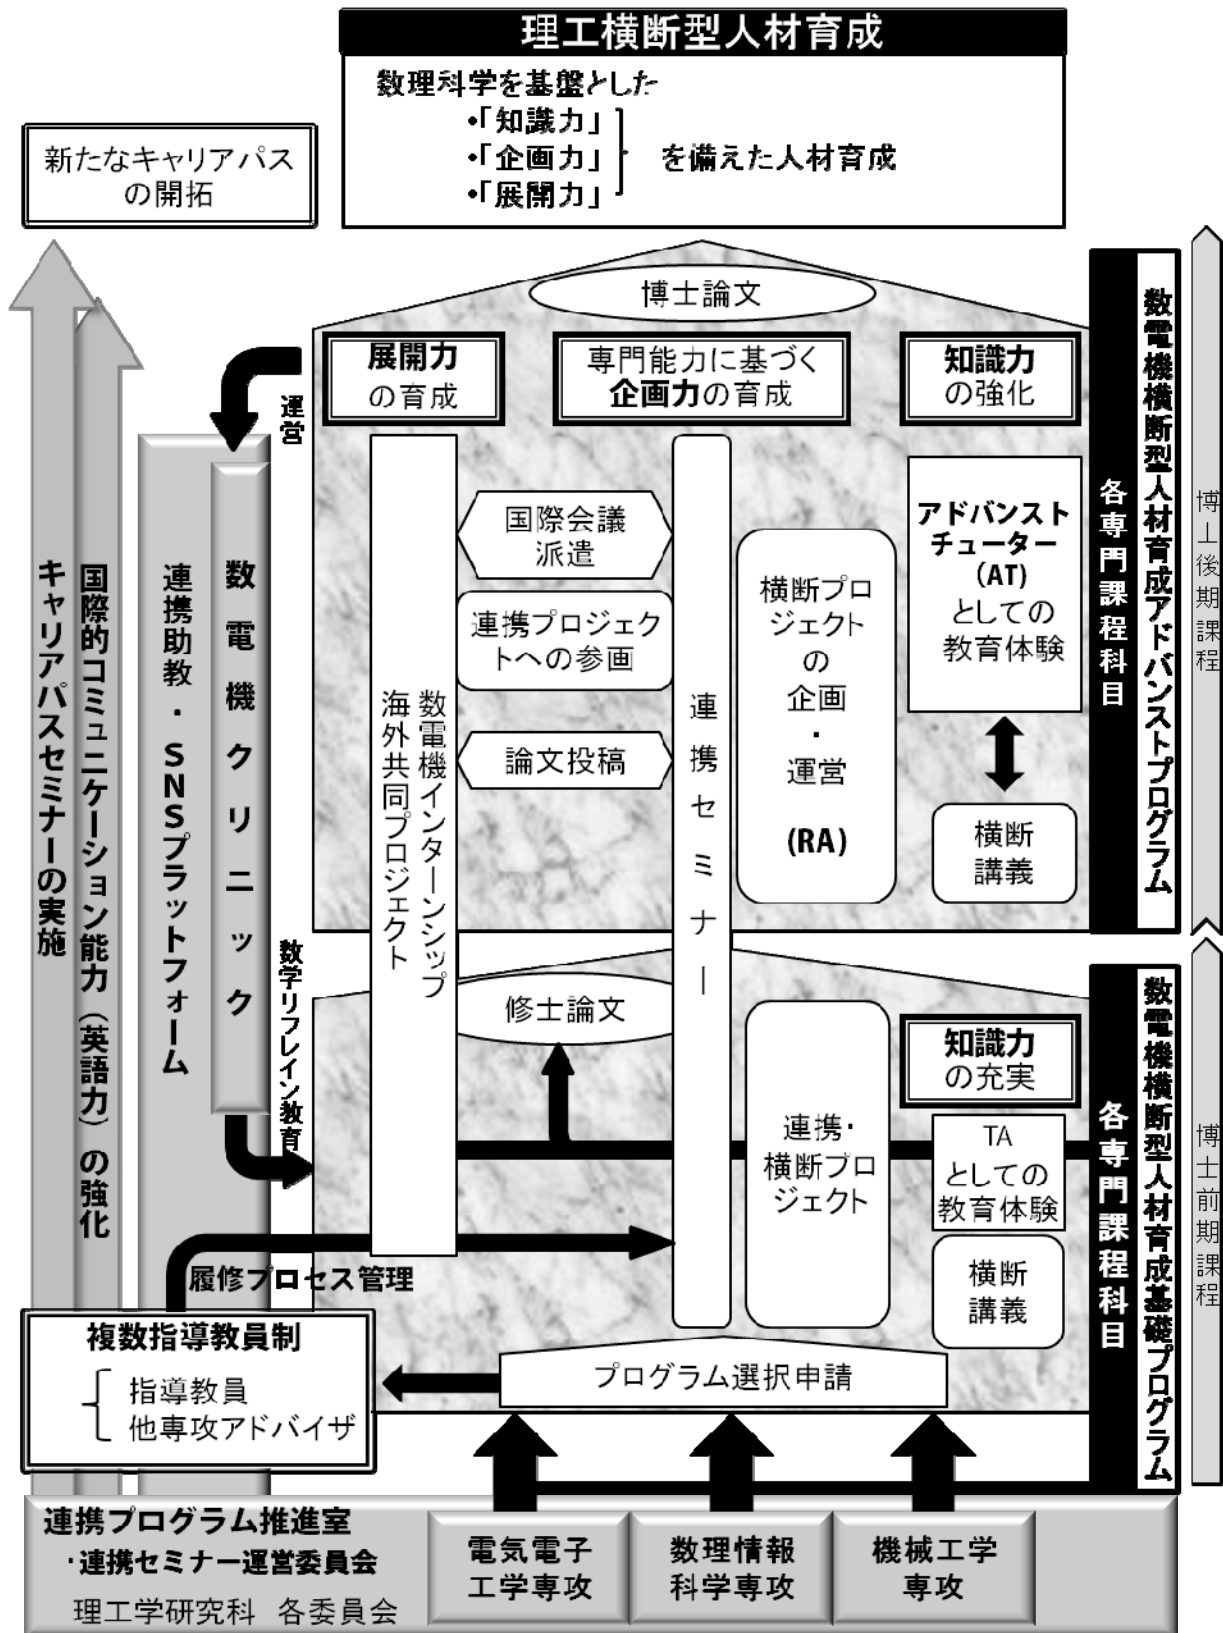 理工横断型人材育成
数理科学を基盤とした
・「知識力」
・「企画力」
・「展開力」
を備えた人材育成
新たなキャリアパス
の開拓
博士論文
展開力
の育成
専門能力に基づく
企画力の育成
知識力
の強化
運営
国際会議
派遣
連携プロジェク
トへの参画
論文投稿
数電機インターンシップ
海外共同プロジェクト
連携セミナー
横断プロ
ジェクト
の
企画
・
運営
(RA)
アドバンスト
チューター
(AT)
としての
教育体験
横断
講義
各専門課程科目
数電機横断型人材育成アドバンストプログラム
博士後期課程
キャリアパスセミナーの実施
国際的コミュニケーション能力（英語力）の強化
連携助教・SNSプラットフォーム
数電機クリニック
数学リフレイン教育
修士論文
連携・
横断プロ
ジェクト
知識力
の充実
TA
としての
教育体験
横断
講義
各専門課程科目
数電機横断型人材育成基礎プログラム
博士前期課程
履修プロセス管理
複数指導教員制
指導教員
他専攻アドバイザ
プログラム選択申請
連携プログラム推進室
・連携セミナー運営委員会
理工学研究科 各委員会
電気電子
工学専攻
数理情報
科学専攻
機械工学
専攻